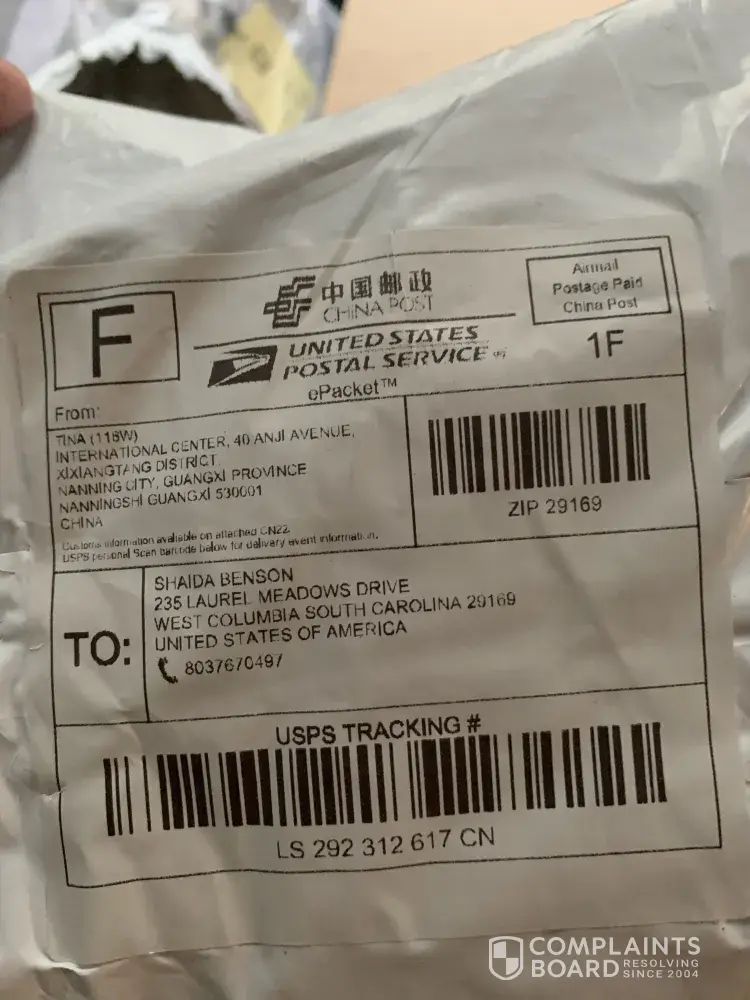 F
中国邮政
CHINA POST
Airmail
Postage Paid
China Post
UNITED STATES
POSTAL SERVICE
ePacket™
1F
From:
TINA (118W)
INTERNATIONAL CENTER, 40 ANJI AVENUE,
XIXIANGTANG DISTRICT
NANNING CITY, GUANGXI PROVINCE
NANNINGSHI GUANGXI 530001
CHINA
Customs information avaliable on attached CN22.
USPS personal Scan barcode below for delivery event information.
ZIP 29169
TO:
SHAIDA BENSON
235 LAUREL MEADOWS DRIVE
WEST COLUMBIA SOUTH CAROLINA 29169
UNITED STATES OF AMERICA
8037670497
USPS TRACKING #
LS 292 312 617 CN
COMPLAINTS
BOARD RESOLVING
SINCE 2004